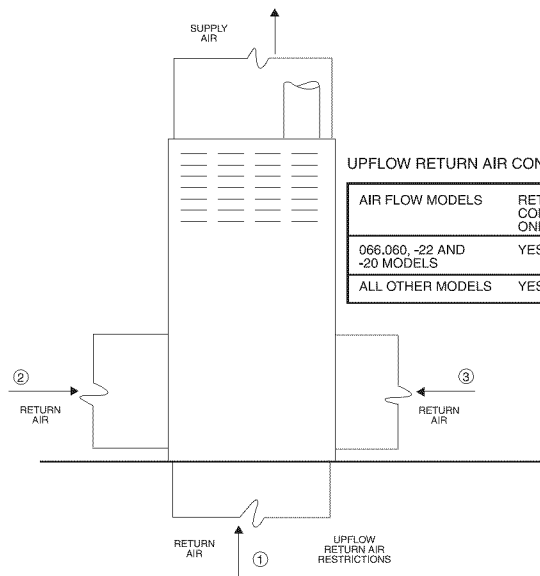 SUPPLY
AIR
UPFLOW RETURN AIR
AIR FLOW MODELS
066.060, -22 AND
-20 MODELS
YES
ALL OTHER MODELS
YES
②
RETURN
AIR
③
RETURN
AIR
RETURN
AIR
①
UPFLOW
RETURN AIR
RESTRICTIONS